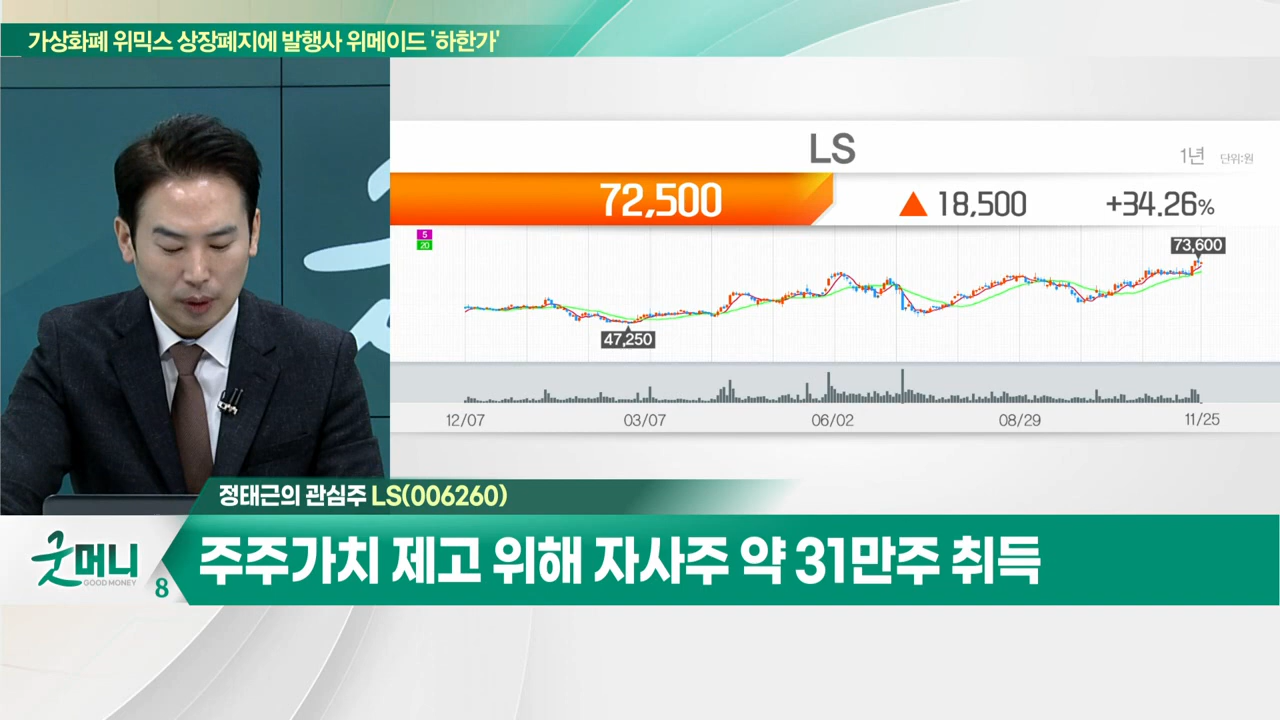 가상화폐 위믹스 상장폐지에 발행사 위메이드 '하한가'
LS
1년 단위:원
72,500 ▲ 18,500 +34.26%
5
20
73,600
47,250
12/07 03/07 06/02 08/29 11/25
정태근의 관심주 LS(006260)
굿머니
GOOD MONEY
8
주주가치 제고 위해 자사주 약 31만주 취득